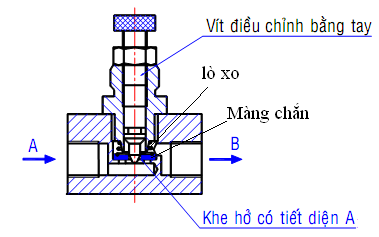 Vít điều chỉnh bằng tay
lò xo
Màng chắn
A
B
Khe hở có tiết diện A